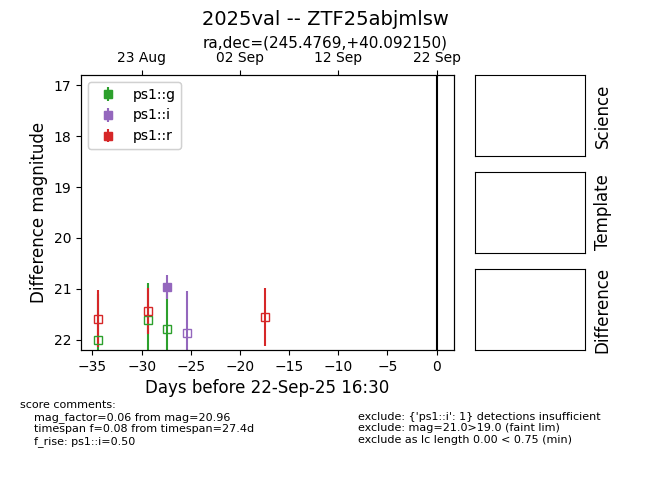 2025val -- ZTF25abjmlsw
ra,dec=(245.4769,+40.092150)
23 Aug 02 Sep 12 Sep 22 Sep
ps1::g
ps1::i
ps1::r
17
18
19
20
21
22
Difference magnitude
−35 −30 −25 −20 −15 −10 −5 0
Days before 22-Sep-25 16:30
Science
Template
Difference
score comments:
mag_factor=0.06 from mag=20.96
timespan f=0.08 from timespan=27.4d
f_rise: ps1::i=0.50
exclude: {'ps1::i': 1} detections insufficient
exclude: mag=21.0>19.0 (faint lim)
exclude as lc length 0.00 < 0.75 (min)